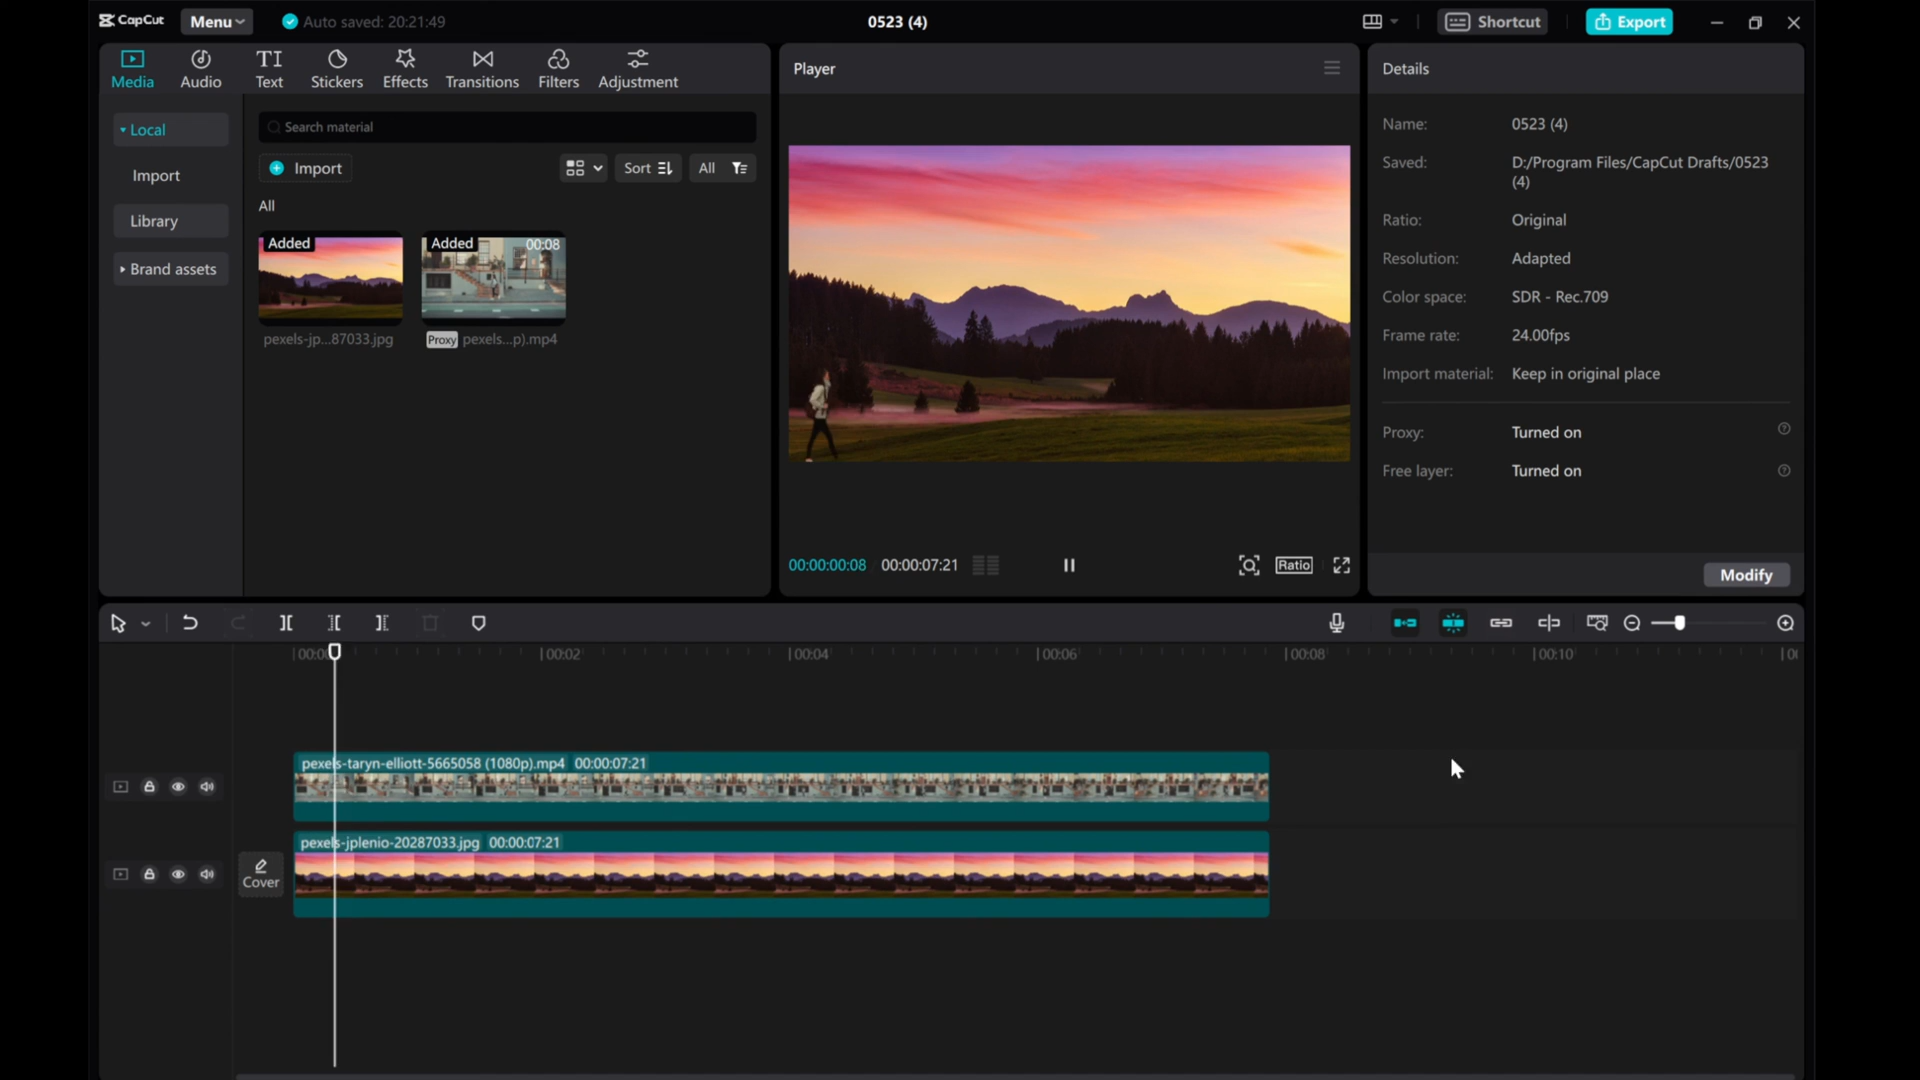 CapCut
Menu
Auto saved: 20:21:49
0523 (4)
Shortcut
Export
Media
Audio
TI
Text
Stickers
Effects
Transitions
Filters
Adjustment
Local
Import
Library
Brand assets
Search material
Import
Sort
All
All
Added
pexels-jp...87033.jpg
Added
00:08
Proxy
pexels...p).mp4
Player
00:00:00:08
00:00:07:21
Ratio
Details
Name: 0523 (4)
Saved: D:/Program Files/CapCut Drafts/0523
(4)
Ratio: Original
Resolution: Adapted
Color space: SDR - Rec.709
Frame rate: 24.00fps
Import material: Keep in original place
Proxy: Turned on
Free layer: Turned on
Modify
00:02
00:04
00:06
00:08
00:10
pexels-taryn-elliott-5665058 (1080p).mp4 00:00:07:21
Cover
pexels-jplenio-20287033.jpg 00:00:07:21